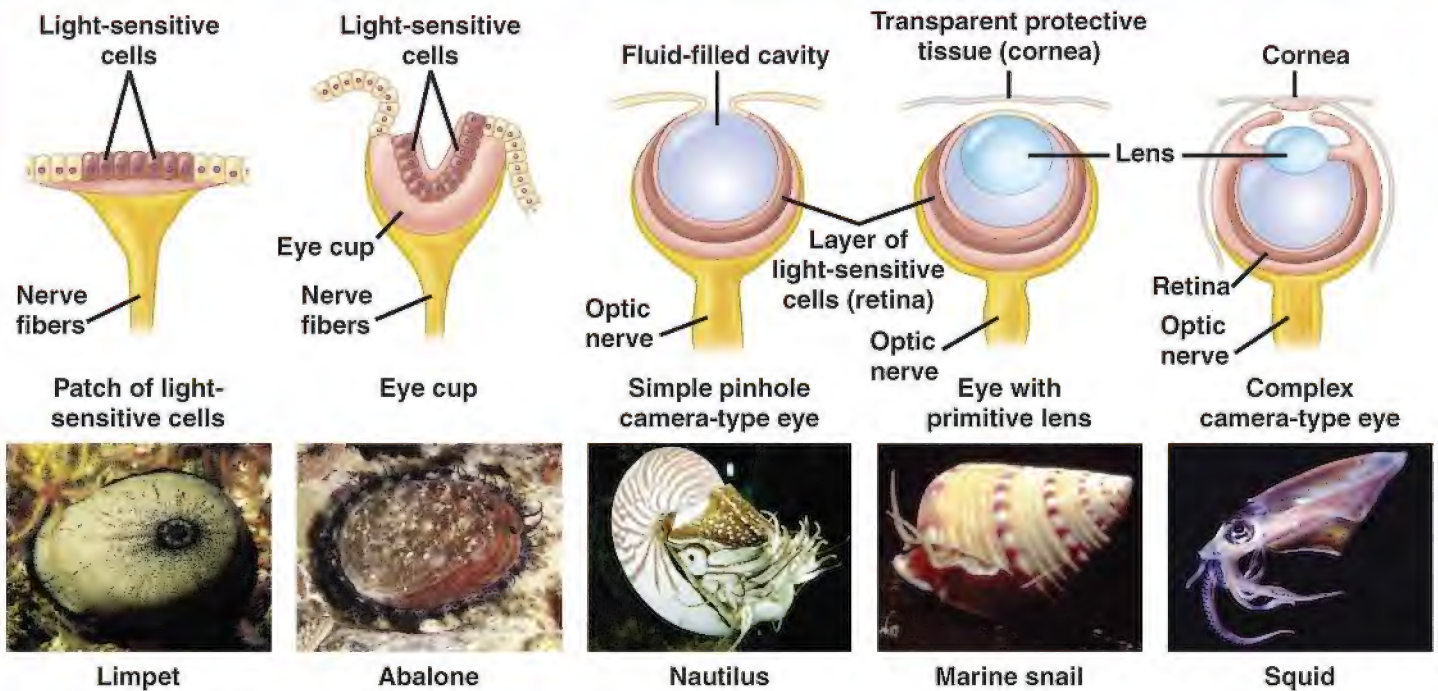 Light-sensitive
cells
Light-sensitive
cells
Fluid-filled cavity
Transparent protective
tissue (cornea)
Cornea
Lens
Eye cup
Layer of
light-sensitive
cells (retina)
Retina
Nerve
fibers
Nerve
fibers
Optic
nerve
Optic
nerve
Optic
nerve
Patch of light-
sensitive cells
Eye cup
Simple pinhole
camera-type eye
Eye with
primitive lens
Complex
camera-type eye
Limpet
Abalone
Nautilus
Marine snail
Squid